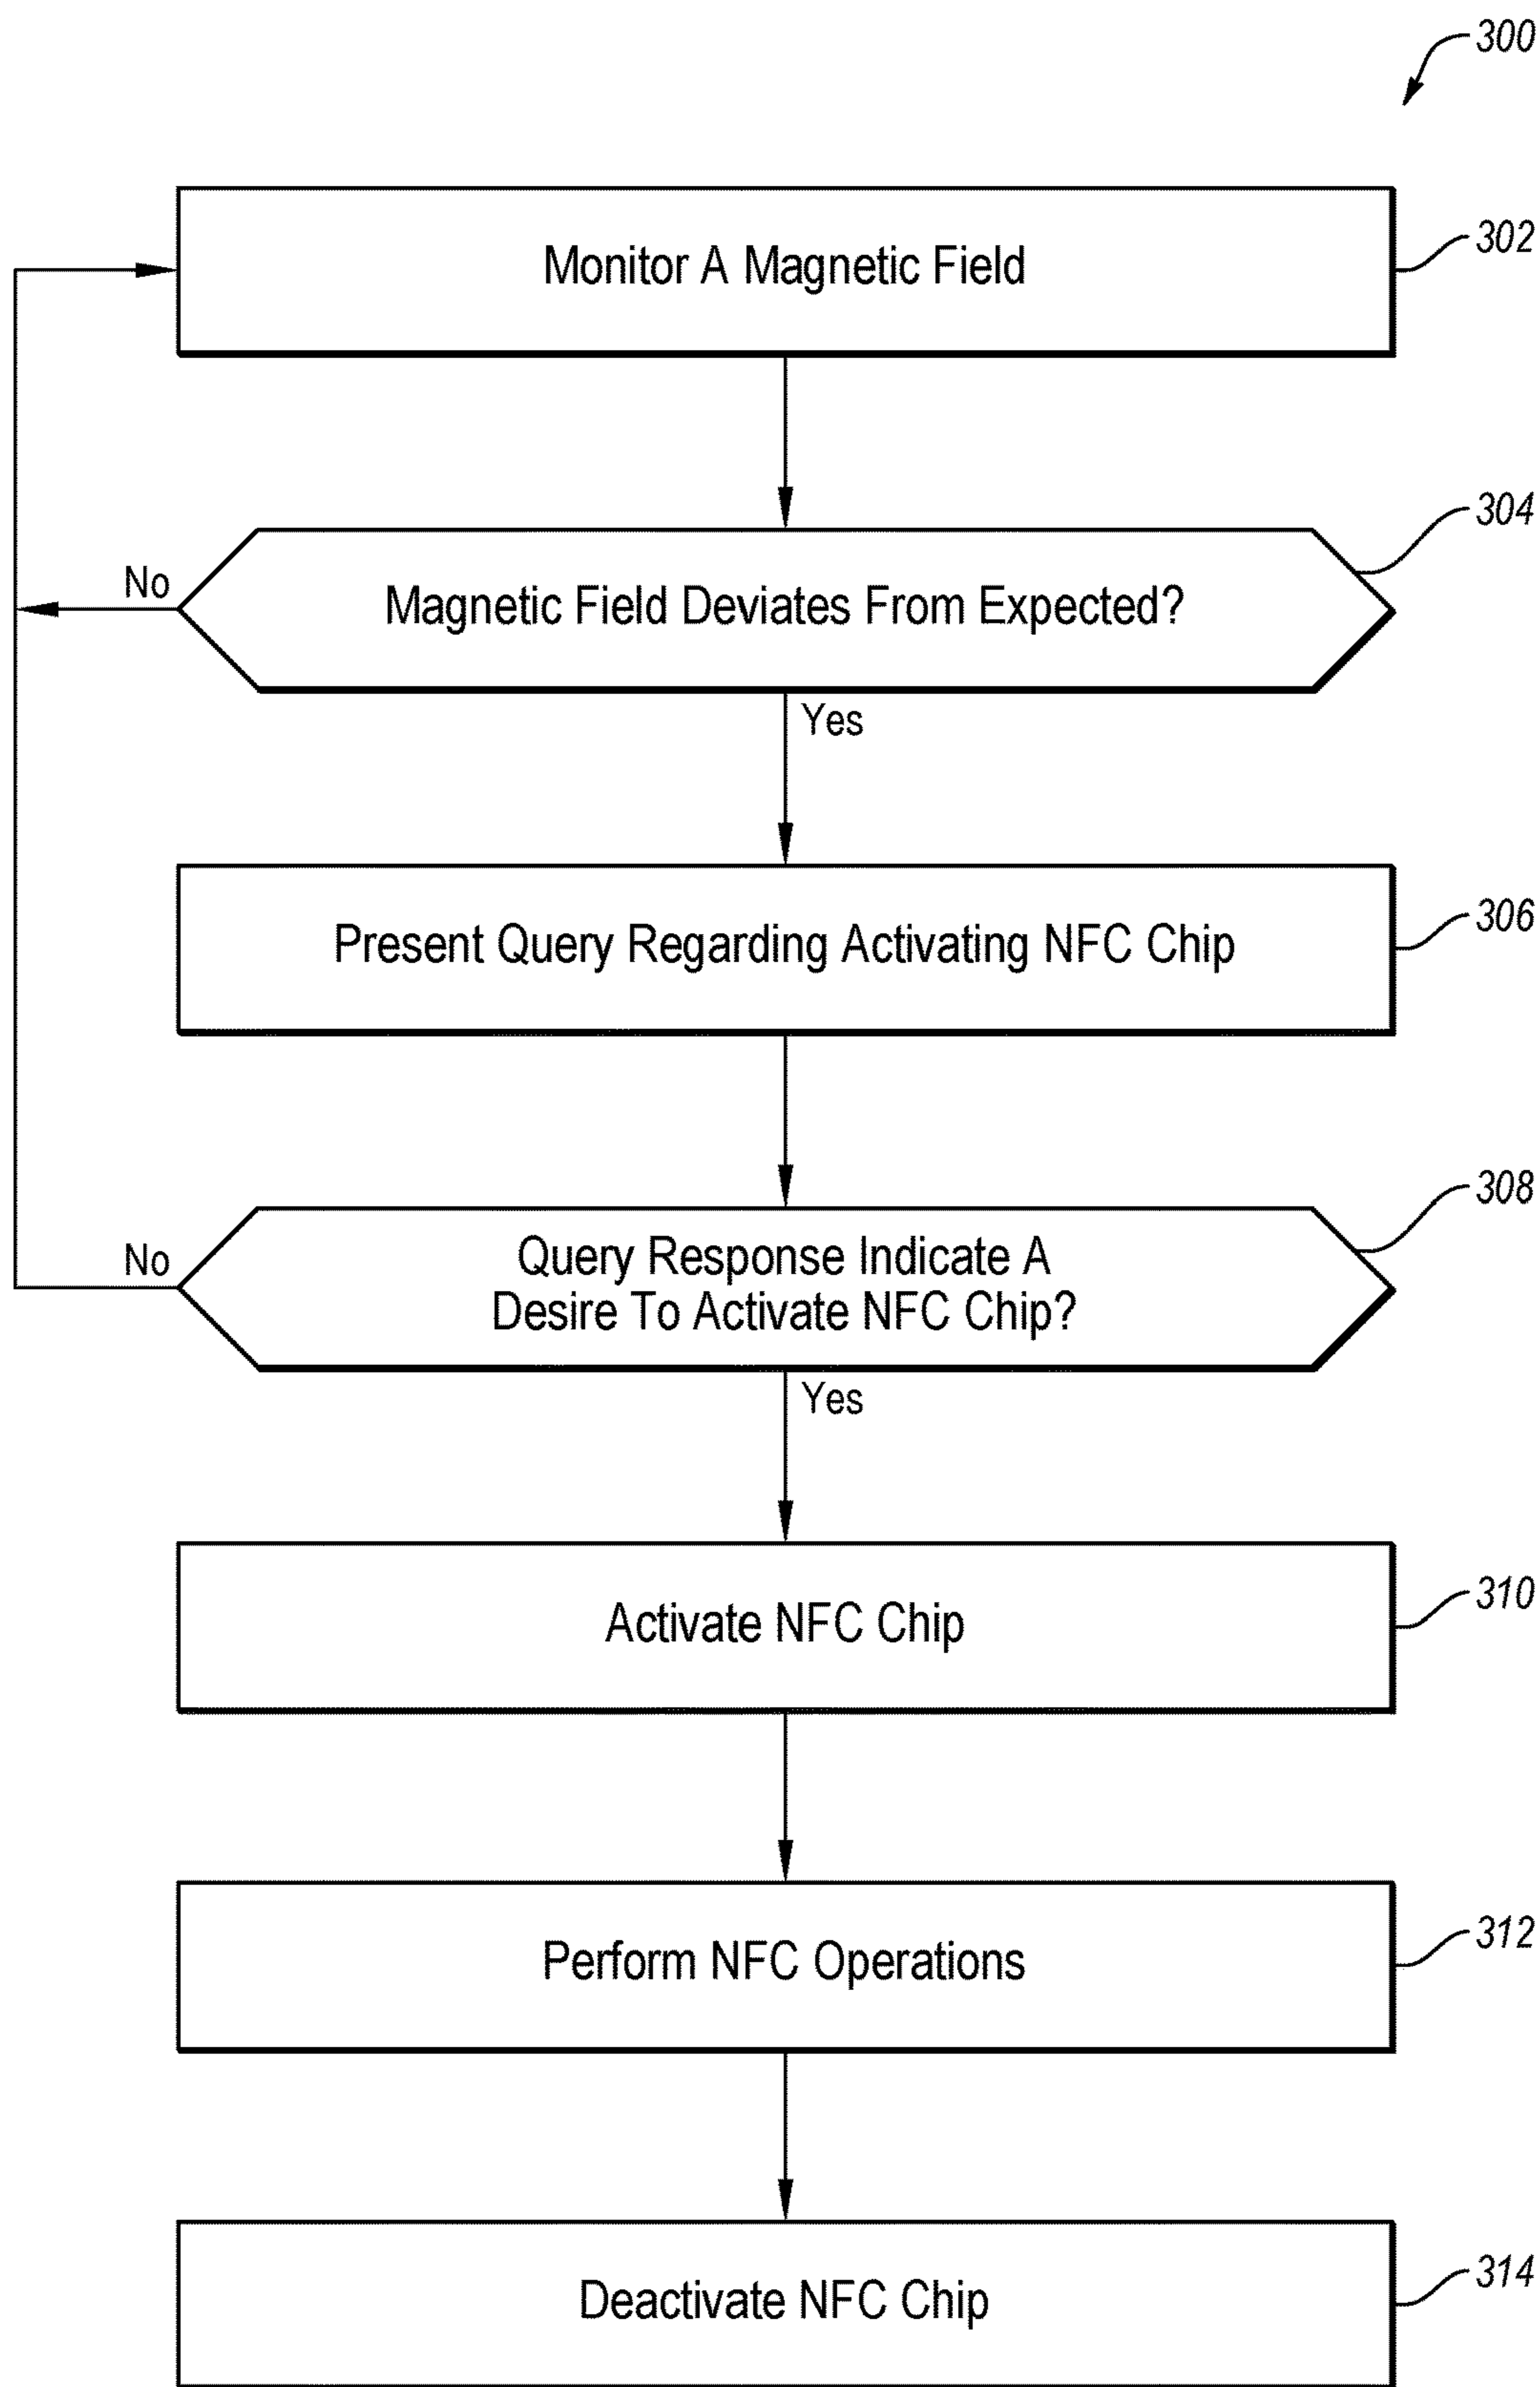 300
Monitor A Magnetic Field
302
304
No
Magnetic Field Deviates From Expected?
Yes
Present Query Regarding Activating NFC Chip
306
308
No
Query Response Indicate A
Desire To Activate NFC Chip?
Yes
Activate NFC Chip
310
Perform NFC Operations
312
Deactivate NFC Chip
314